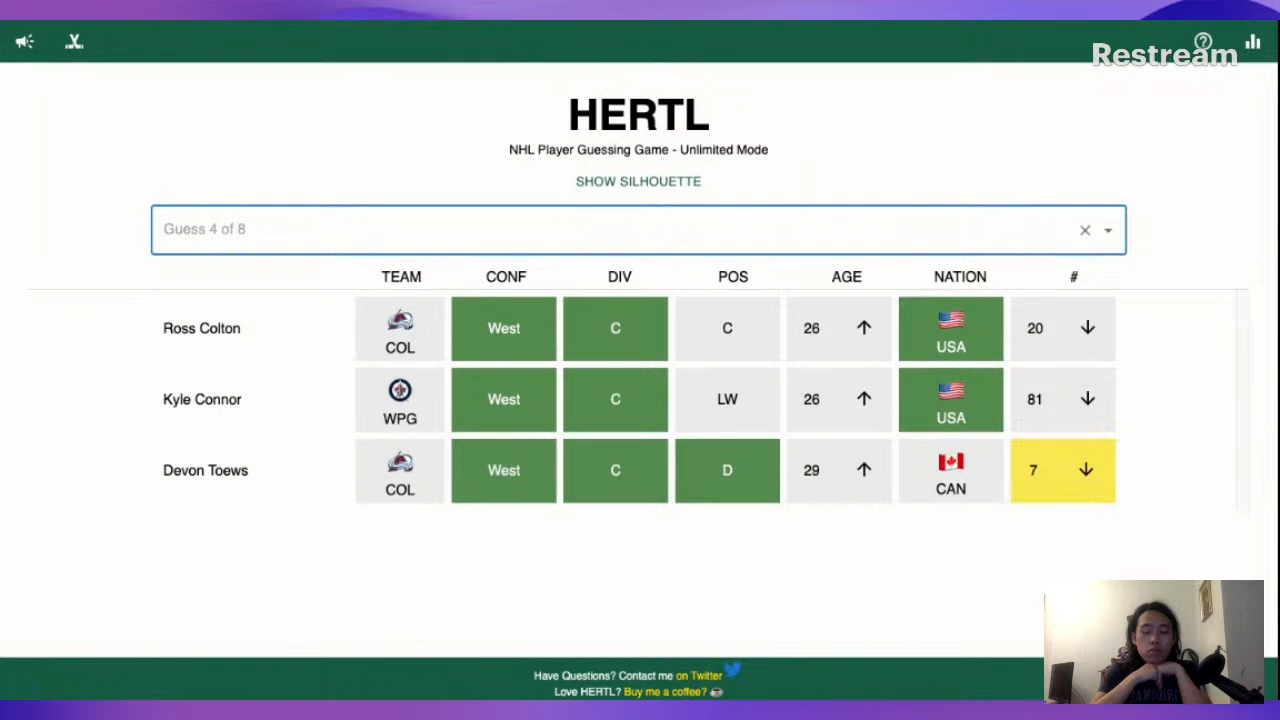 Restream
HERTL
NHL Player Guessing Game - Unlimited Mode
SHOW SILHOUETTE
Guess 4 of 8
TEAM CONF DIV POS AGE NATION #
Ross Colton COL West C C 26 ↑ USA 20 ↓
Kyle Connor WPG West C LW 26 ↑ USA 81 ↓
Devon Toews COL West C D 29 ↑ CAN 7 ↓
Have Questions? Contact me on Twitter
Love HERTL? Buy me a coffee?